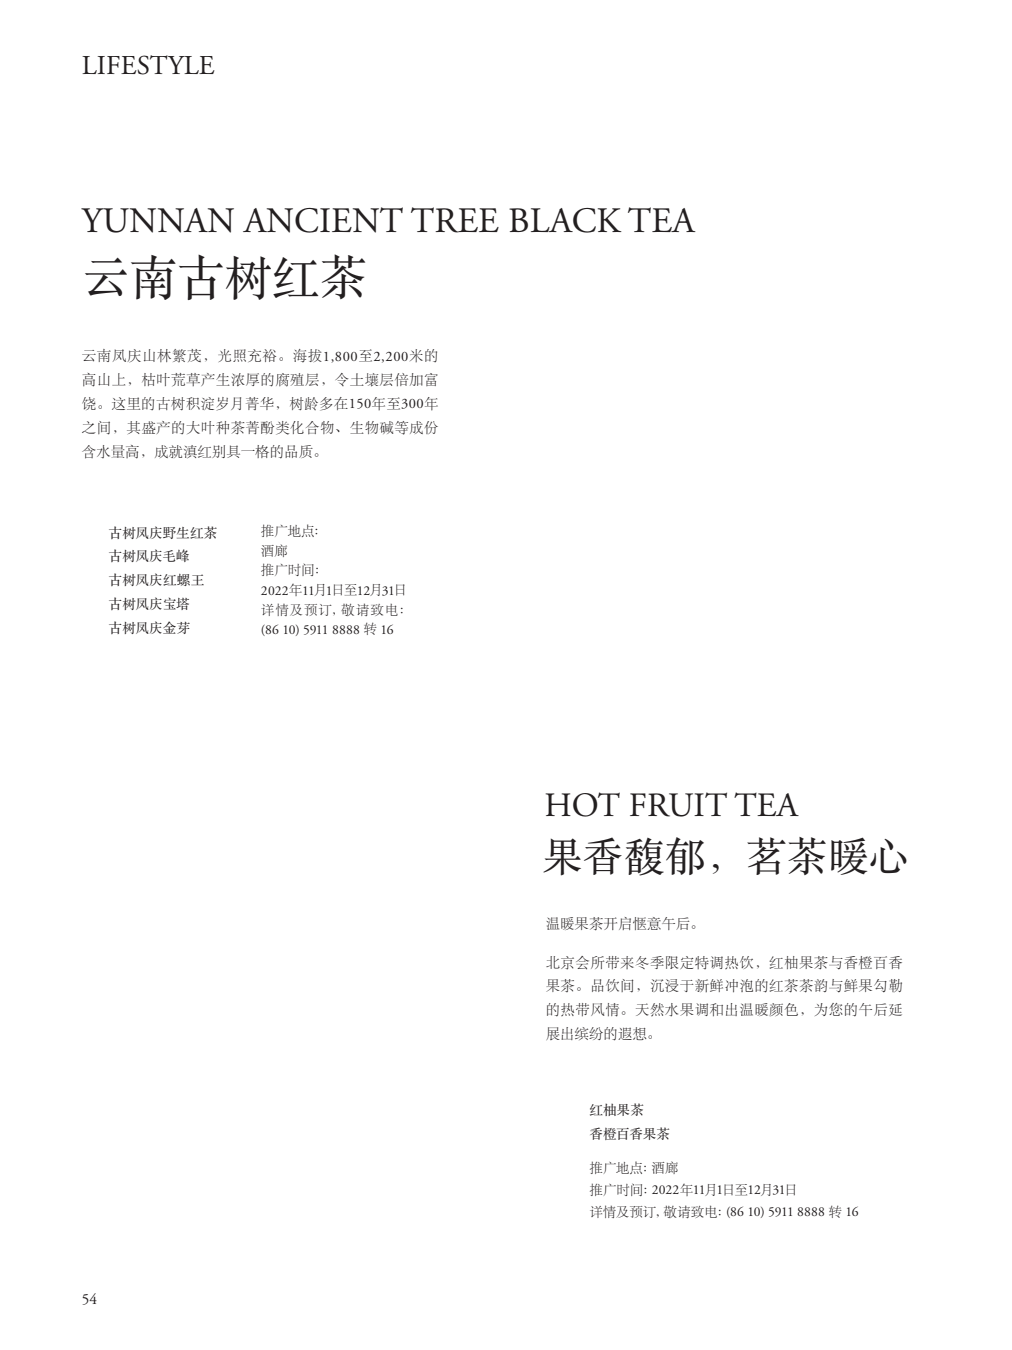 LIFESTYLE
YUNNAN ANCIENT TREE BLACK TEA
云南古树红茶
云南凤庆山林繁茂，光照充裕。海拔1,800至2,200米的
高山上，枯叶荒草产生浓厚的腐殖层，令土壤层倍加富
饶。这里的古树积淀岁月菁华，树龄多在150年至300年
之间，其盛产的大叶种茶菁酚类化合物、生物碱等成份
含水量高，成就滇红别具一格的品质。
古树凤庆野生红茶
古树凤庆毛峰
古树凤庆红螺王
古树凤庆宝塔
古树凤庆金芽
推广地点:
酒廊
推广时间:
2022年11月1日至12月31日
详情及预订, 敬请致电:
(86 10) 5911 8888 转 16
HOT FRUIT TEA
果香馥郁，茗茶暖心
温暖果茶开启惬意午后。
北京会所带来冬季限定特调热饮，红柚果茶与香橙百香
果茶。品饮间，沉浸于新鲜冲泡的红茶茶韵与鲜果勾勒
的热带风情。天然水果调和出温暖颜色，为您的午后延
展出缤纷的遐想。
红柚果茶
香橙百香果茶
推广地点: 酒廊
推广时间: 2022年11月1日至12月31日
详情及预订, 敬请致电: (86 10) 5911 8888 转 16
54